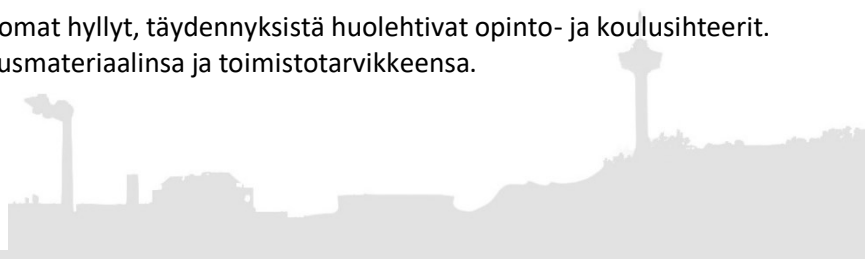 omat hyllyt, täydennyksistä huolehtivat opinto- ja koulusihteerit.
usmateriaalinsa ja toimistotarvikkeensa.